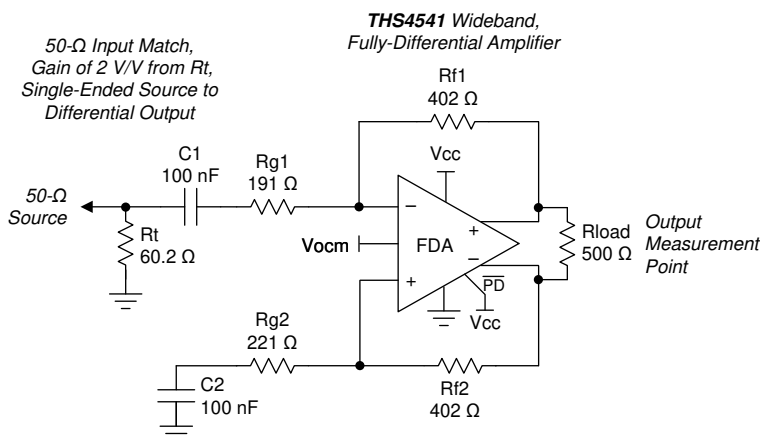 THS4541 Wideband,
Fully-Differential Amplifier
50-Ω Input Match,
Gain of 2 V/V from Rt,
Single-Ended Source to
Differential Output
Rf1
402 Ω
C1
100 nF
Rg1
191 Ω
Vcc
50-Ω
Source
Rt
60.2 Ω
−
+
Vocm
FDA
+
−
PD
Vcc
Rload
500 Ω
Output
Measurement
Point
Rg2
221 Ω
C2
100 nF
Rf2
402 Ω